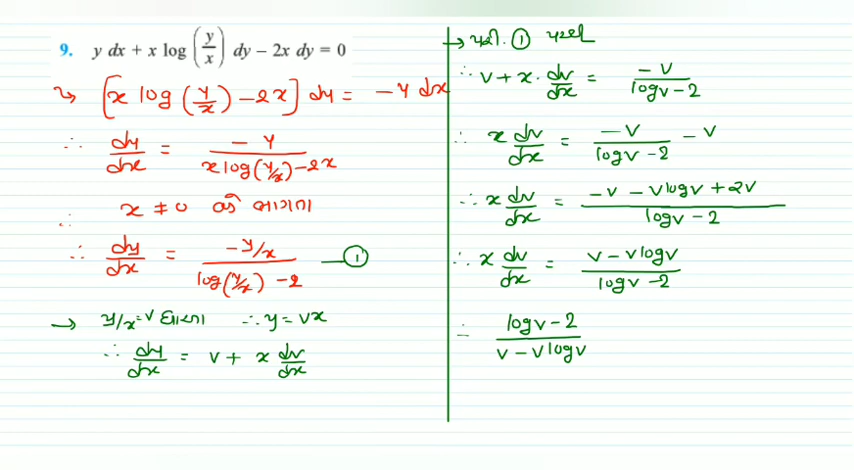 9. y dx + x log (y/x) dy – 2x dy = 0
→ [x log (y/x) - 2x] dy = -y dx
∴ dy/dx = -y / (x log(y/x) - 2x)
∴ x ≠ 0 વડે ભાગતા
∴ dy/dx = (-y/x) / (log(y/x) - 2) — ①
→ y/x = v ધારતા ∴ y = vx
∴ dy/dx = v + x dv/dx
→ સમી. ① પરથી
∴ v + x · dv/dx = -v / (log v - 2)
∴ x dv/dx = -v / (log v - 2) - v
∴ x dv/dx = (-v - v log v + 2v) / (log v - 2)
∴ x dv/dx = (v - v log v) / (log v - 2)
∴ (log v - 2) / (v - v log v)